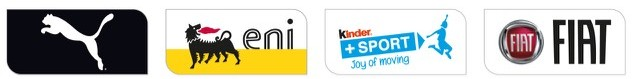 eni
Kinder
+ SPORT
Joy of moving
FIAT FIAT